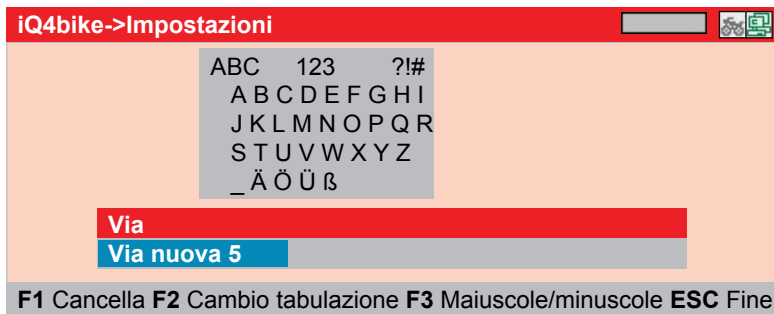 iQ4bike->Impostazioni
ABC 123 ?!#
A B C D E F G H I
J K L M N O P Q R
S T U V W X Y Z
_ Ä Ö Ü ß
Via
Via nuova 5
F1 Cancella F2 Cambio tabulazione F3 Maiuscole/minuscole ESC Fine